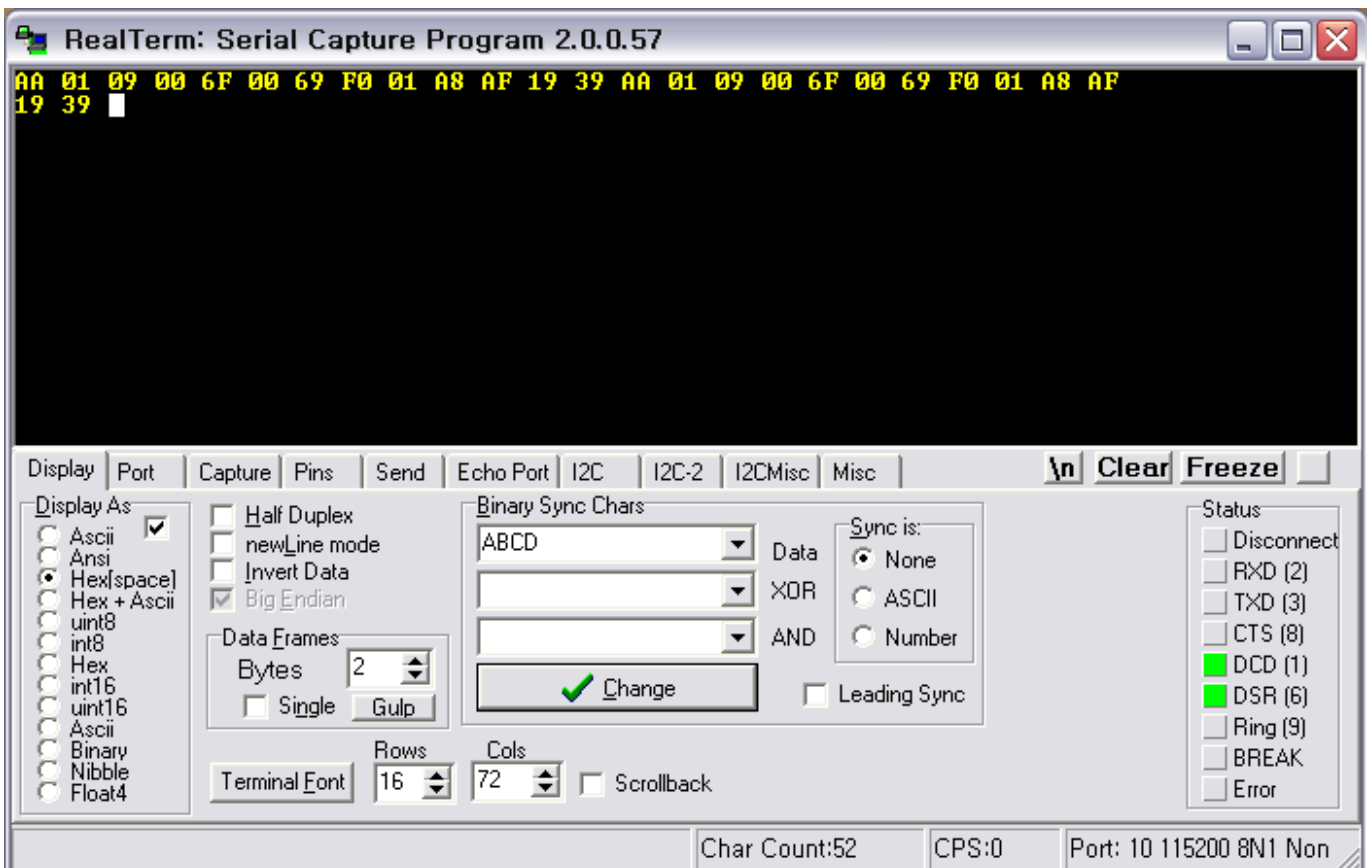 RealTerm: Serial Capture Program 2.0.0.57
AA 01 09 00 6F 00 69 F0 01 A8 AF 19 39 AA 01 09 00 6F 00 69 F0 01 A8 AF
19 39
Display Port Capture Pins Send Echo Port I2C I2C-2 I2CMisc Misc \n Clear Freeze
Display As
Ascii
Ansi
Hex[space]
Hex + Ascii
uint8
int8
Hex
int16
uint16
Ascii
Binary
Nibble
Float4
Half Duplex
newLine mode
Invert Data
Big Endian
Data Frames
Bytes 2
Single Gulp
Binary Sync Chars
ABCD Data
XOR
AND
Change
Sync is:
None
ASCII
Number
Leading Sync
Terminal Font
Rows
16
Cols
72
Scrollback
Status
Disconnect
RXD (2)
TXD (3)
CTS (8)
DCD (1)
DSR (6)
Ring (9)
BREAK
Error
Char Count:52 CPS:0 Port: 10 115200 8N1 Non